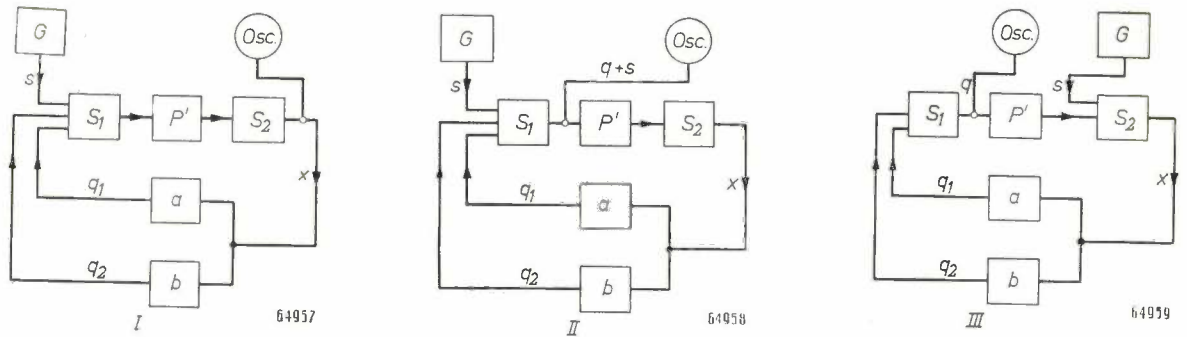 G
Osc.
s
S1
P'
S2
x
q1
a
q2
b
I
64957
G
Osc.
q+s
s
S1
P'
S2
x
q1
a
q2
b
II
64958
Osc.
G
q
s
S1
P'
S2
x
q1
a
q2
b
III
64959